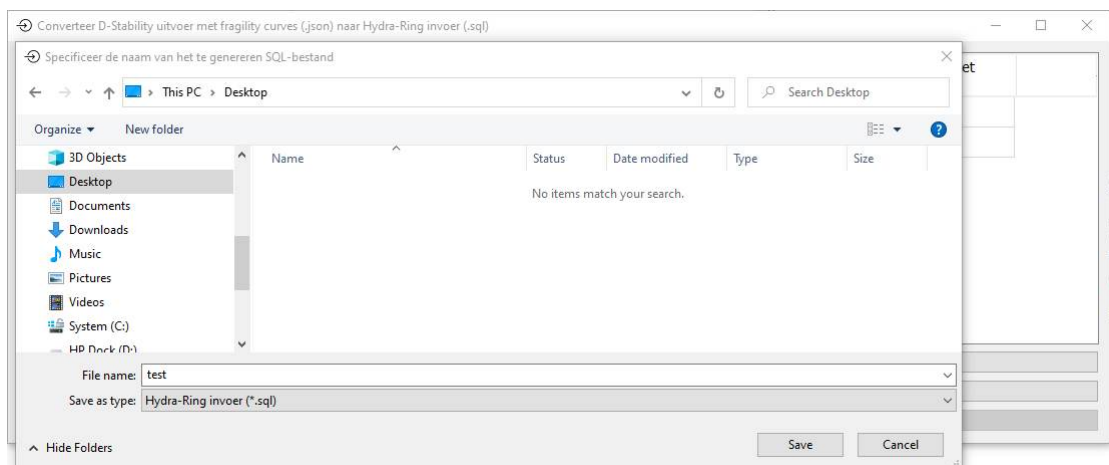 Converteer D-Stability uitvoer met fragility curves (.json) naar Hydra-Ring invoer (.sql)
Specificeer de naam van het te genereren SQL-bestand
et
This PC > Desktop
Search Desktop
Organize
New folder
Name Status Date modified Type Size
No items match your search.
3D Objects
Desktop
Documents
Downloads
Music
Pictures
Videos
System (C:)
HP Dock (D:)
File name: test
Save as type: Hydra-Ring invoer (*.sql)
Hide Folders
Save
Cancel